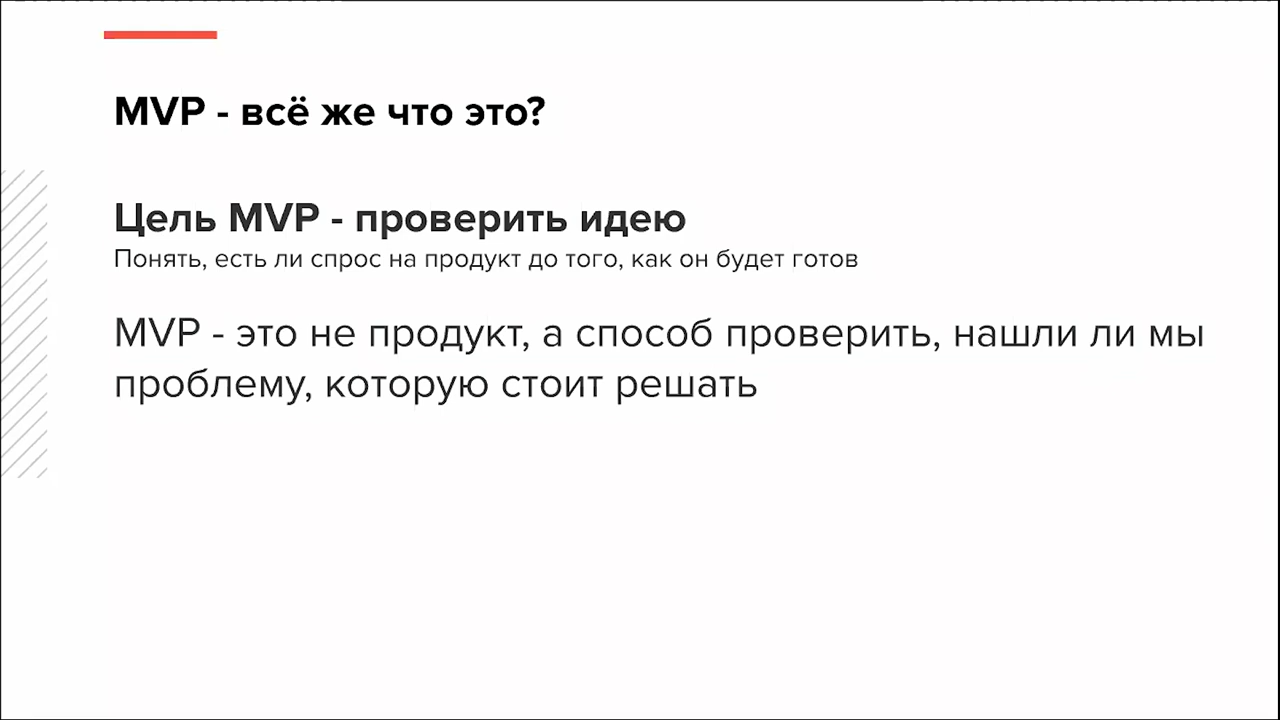 MVP - всё же что это?
Цель MVP - проверить идею
Понять, есть ли спрос на продукт до того, как он будет готов
MVP - это не продукт, а способ проверить, нашли ли мы
проблему, которую стоит решать